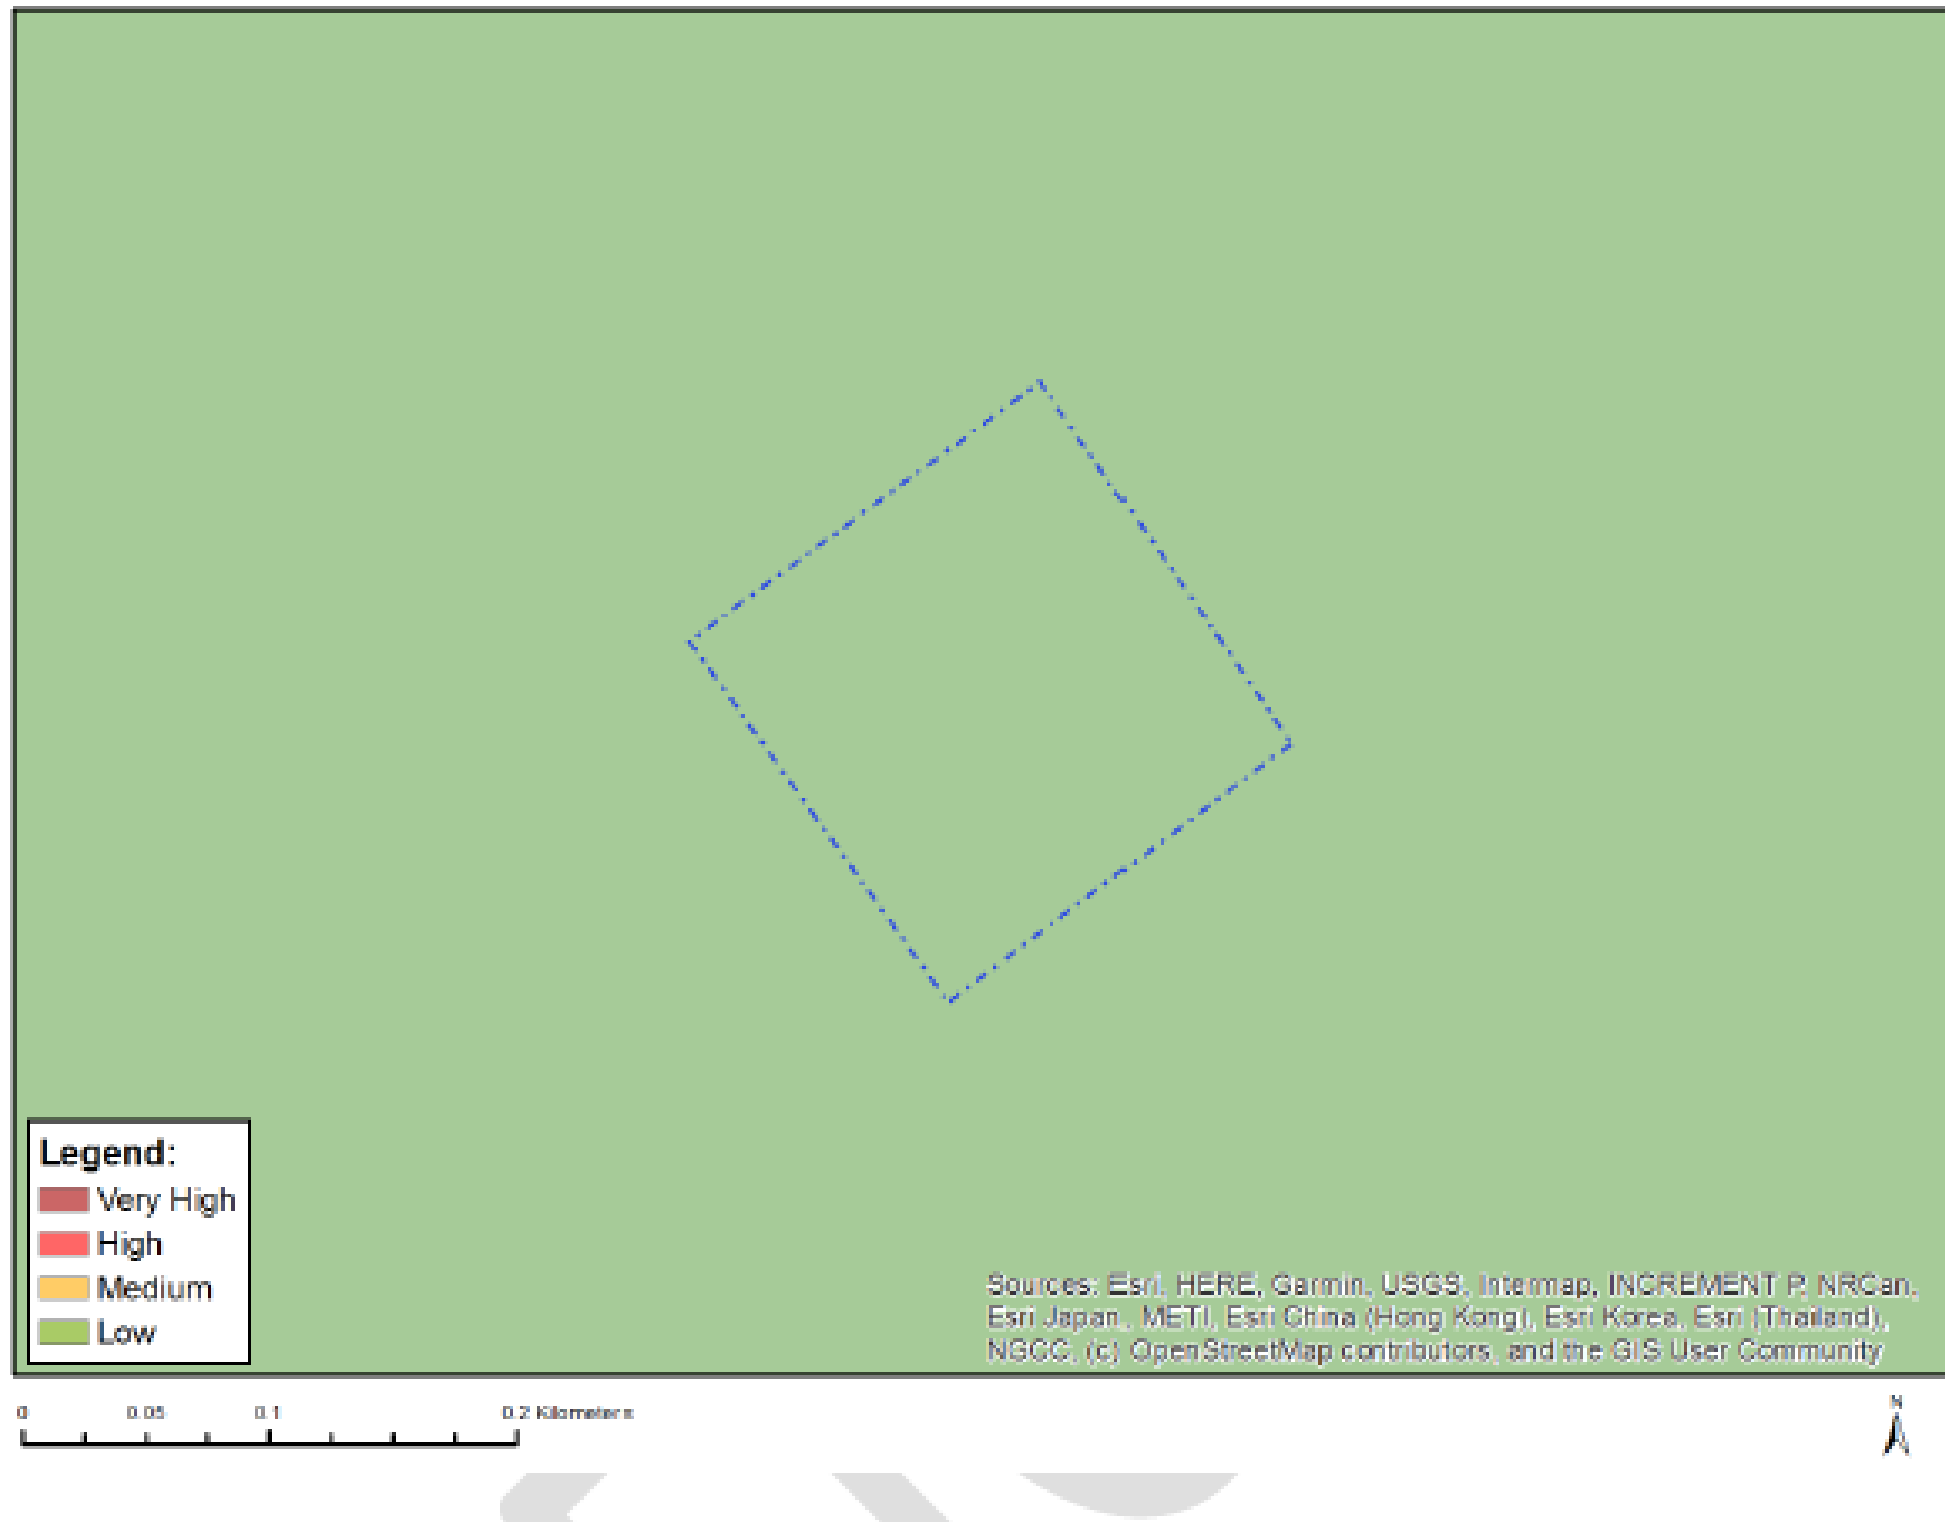 Legend:
Very High
High
Medium
Low
Sources: Esri, HERE, Garmin, USGS, Intermap, INCREMENT P, NRCan,
Esri Japan, METI, Esri China (Hong Kong), Esri Korea, Esri (Thailand),
NGCC, (c) OpenStreetMap contributors, and the GIS User Community
0 0.05 0.1 0.2 Kilometers
N